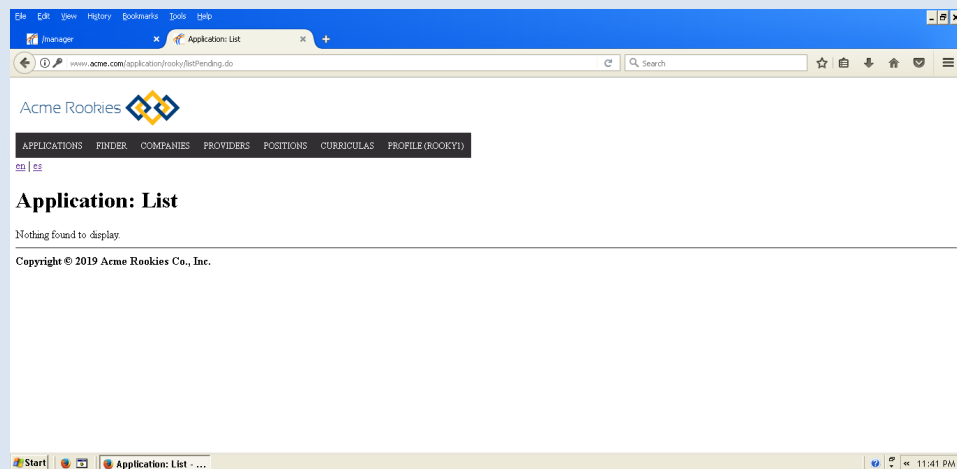 File Edit View History Bookmarks Tools Help
/manager
Application: List
www.acme.com/application/rooky/listPending.do
Search
Acme Rookies
APPLICATIONS FINDER COMPANIES PROVIDERS POSITIONS CURRICULAS PROFILE (ROOKY1)
en | es
Application: List
Nothing found to display.
Copyright © 2019 Acme Rookies Co., Inc.
Start
Application: List - ...
11:41 PM